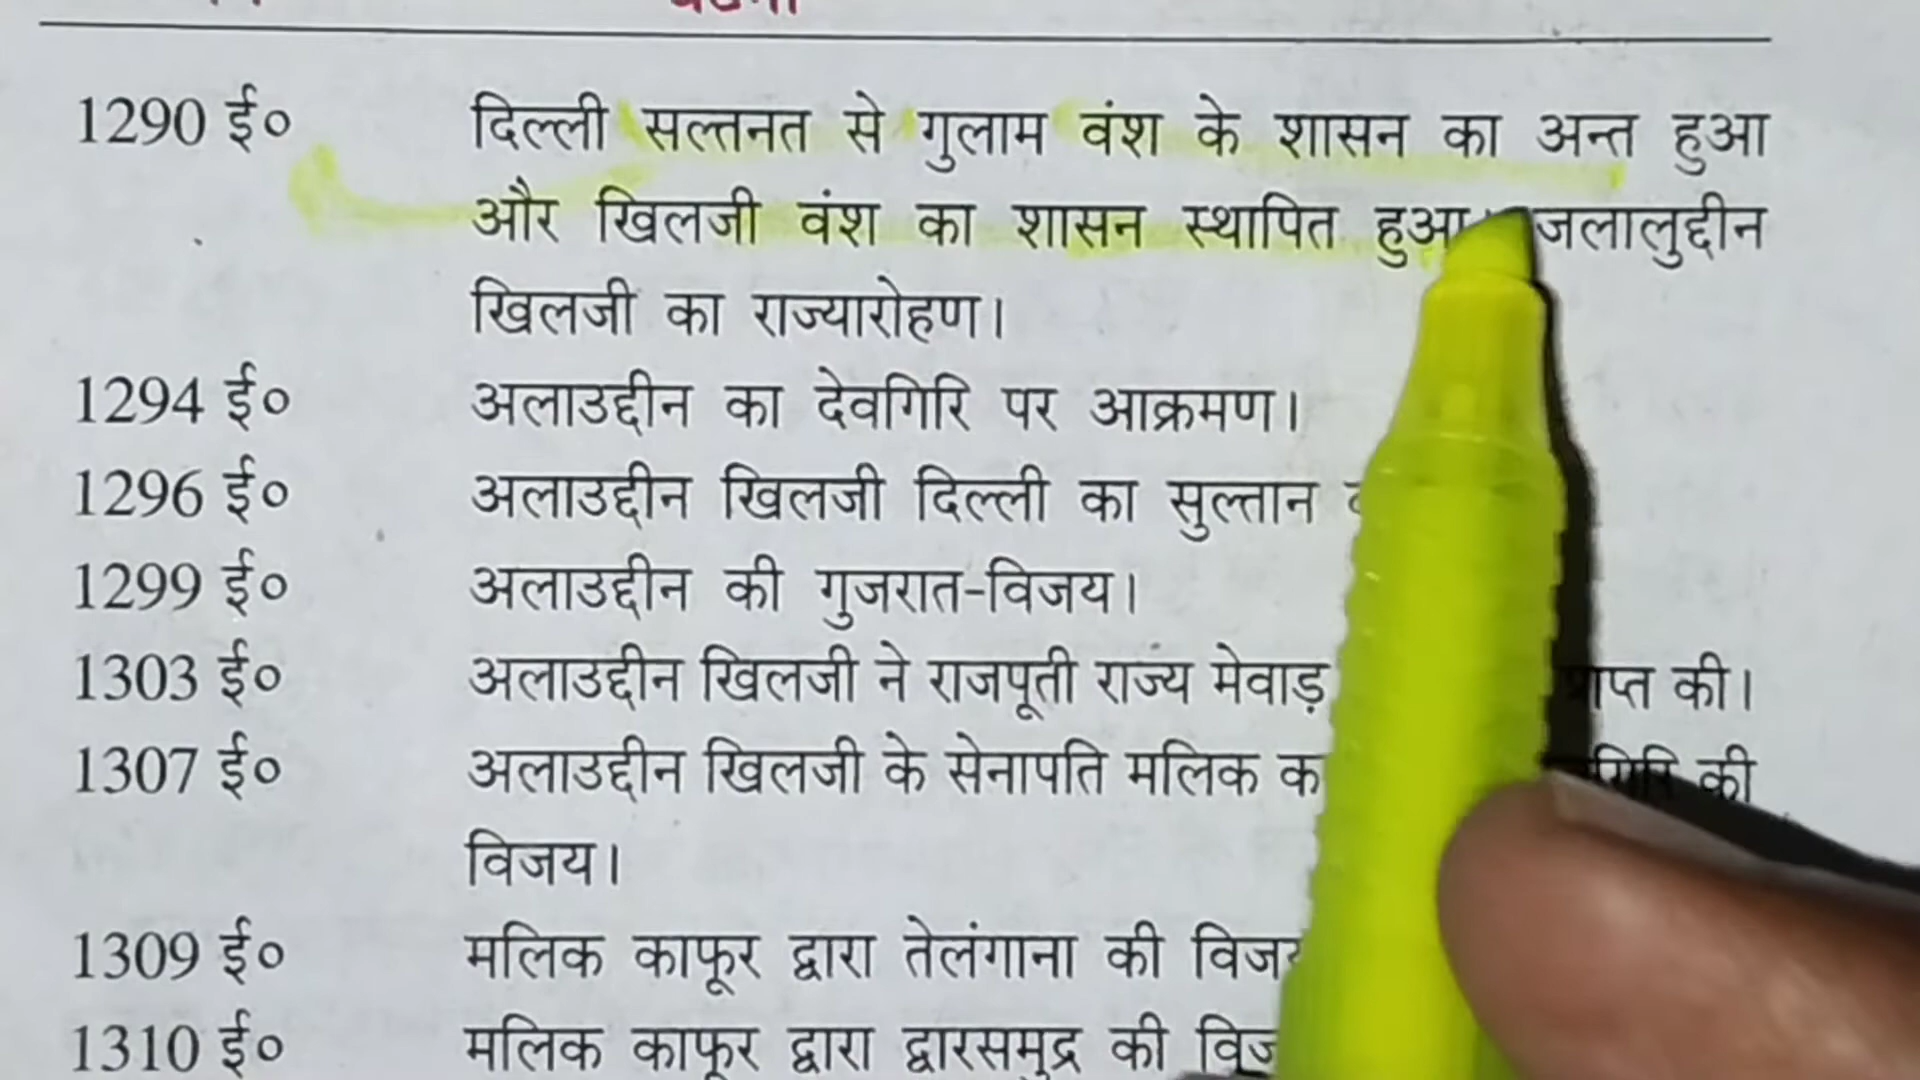 1290 ई० दिल्ली सल्तनत से गुलाम वंश के शासन का अन्त हुआ
और खिलजी वंश का शासन स्थापित हुआ। जलालुद्दीन
खिलजी का राज्यारोहण।
1294 ई० अलाउद्दीन का देवगिरि पर आक्रमण।
1296 ई० अलाउद्दीन खिलजी दिल्ली का सुल्तान
1299 ई० अलाउद्दीन की गुजरात-विजय।
1303 ई० अलाउद्दीन खिलजी ने राजपूती राज्य मेवाड़ की।
1307 ई० अलाउद्दीन खिलजी के सेनापति मलिक की
विजय।
1309 ई० मलिक काफूर द्वारा तेलंगाना की
1310 ई० मलिक काफूर द्वारा द्वारसमुद्र की